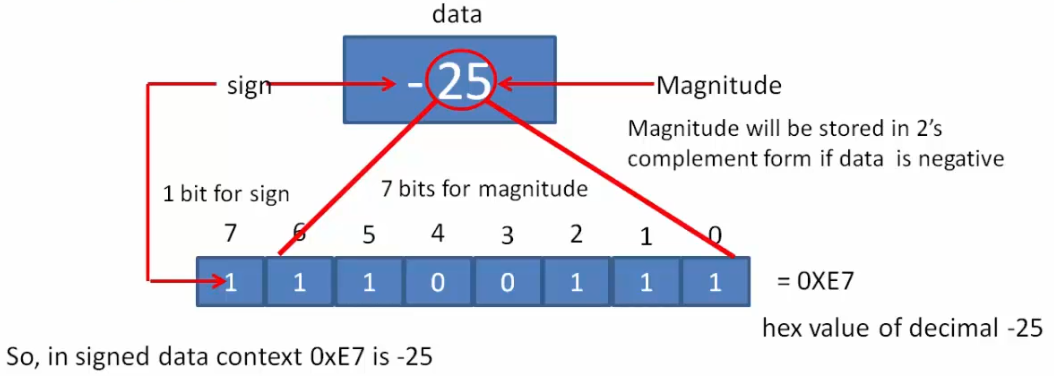 data
sign
- 25
Magnitude
Magnitude will be stored in 2's
complement form if data is negative
1 bit for sign
7 bits for magnitude
7 6 5 4 3 2 1 0
1 1 1 0 0 1 1 1 = 0XE7
hex value of decimal -25
So, in signed data context 0xE7 is -25